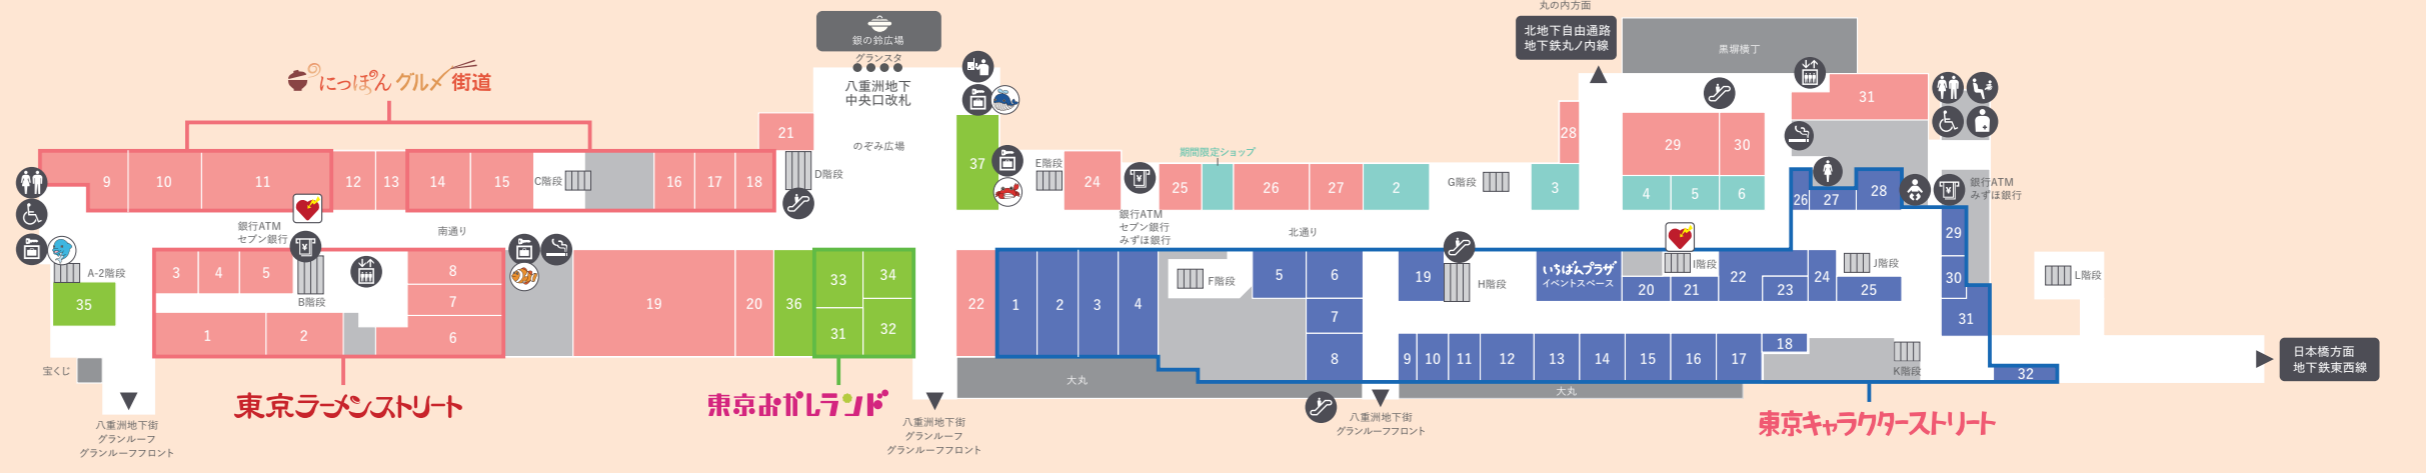 丸の内方面
北地下自由通路
地下鉄丸ノ内線
銀の鈴広場
グランスタ
八重洲地下
中央口改札
のぞみ広場
黒塀横丁
にっぽんグルメ街道
9
10
11
12
13
14
15
C階段
16
17
18
21
D階段
37
E階段
24
25
期間限定ショップ
26
27
2
G階段
3
28
29
30
4
5
6
31
26
27
28
銀行ATM
みずほ銀行
銀行ATM
セブン銀行
南通り
銀行ATM
セブン銀行
みずほ銀行
北通り
A-2階段
35
3
4
5
B階段
8
7
6
1
2
19
20
36
33
34
31
32
22
1
2
3
4
F階段
5
6
7
8
19
H階段
いちばんプラザ
イベントスペース
I階段
20
21
22
23
24
J階段
25
29
30
31
L階段
9
10
11
12
13
14
15
16
17
18
K階段
32
宝くじ
大丸
大丸
日本橋方面
地下鉄東西線
東京ラーメンストリート
東京おかしランド
東京キャラクターストリート
八重洲地下街
グランルーフ
グランルーフフロント
八重洲地下街
グランルーフ
グランルーフフロント
八重洲地下街
グランルーフフロント